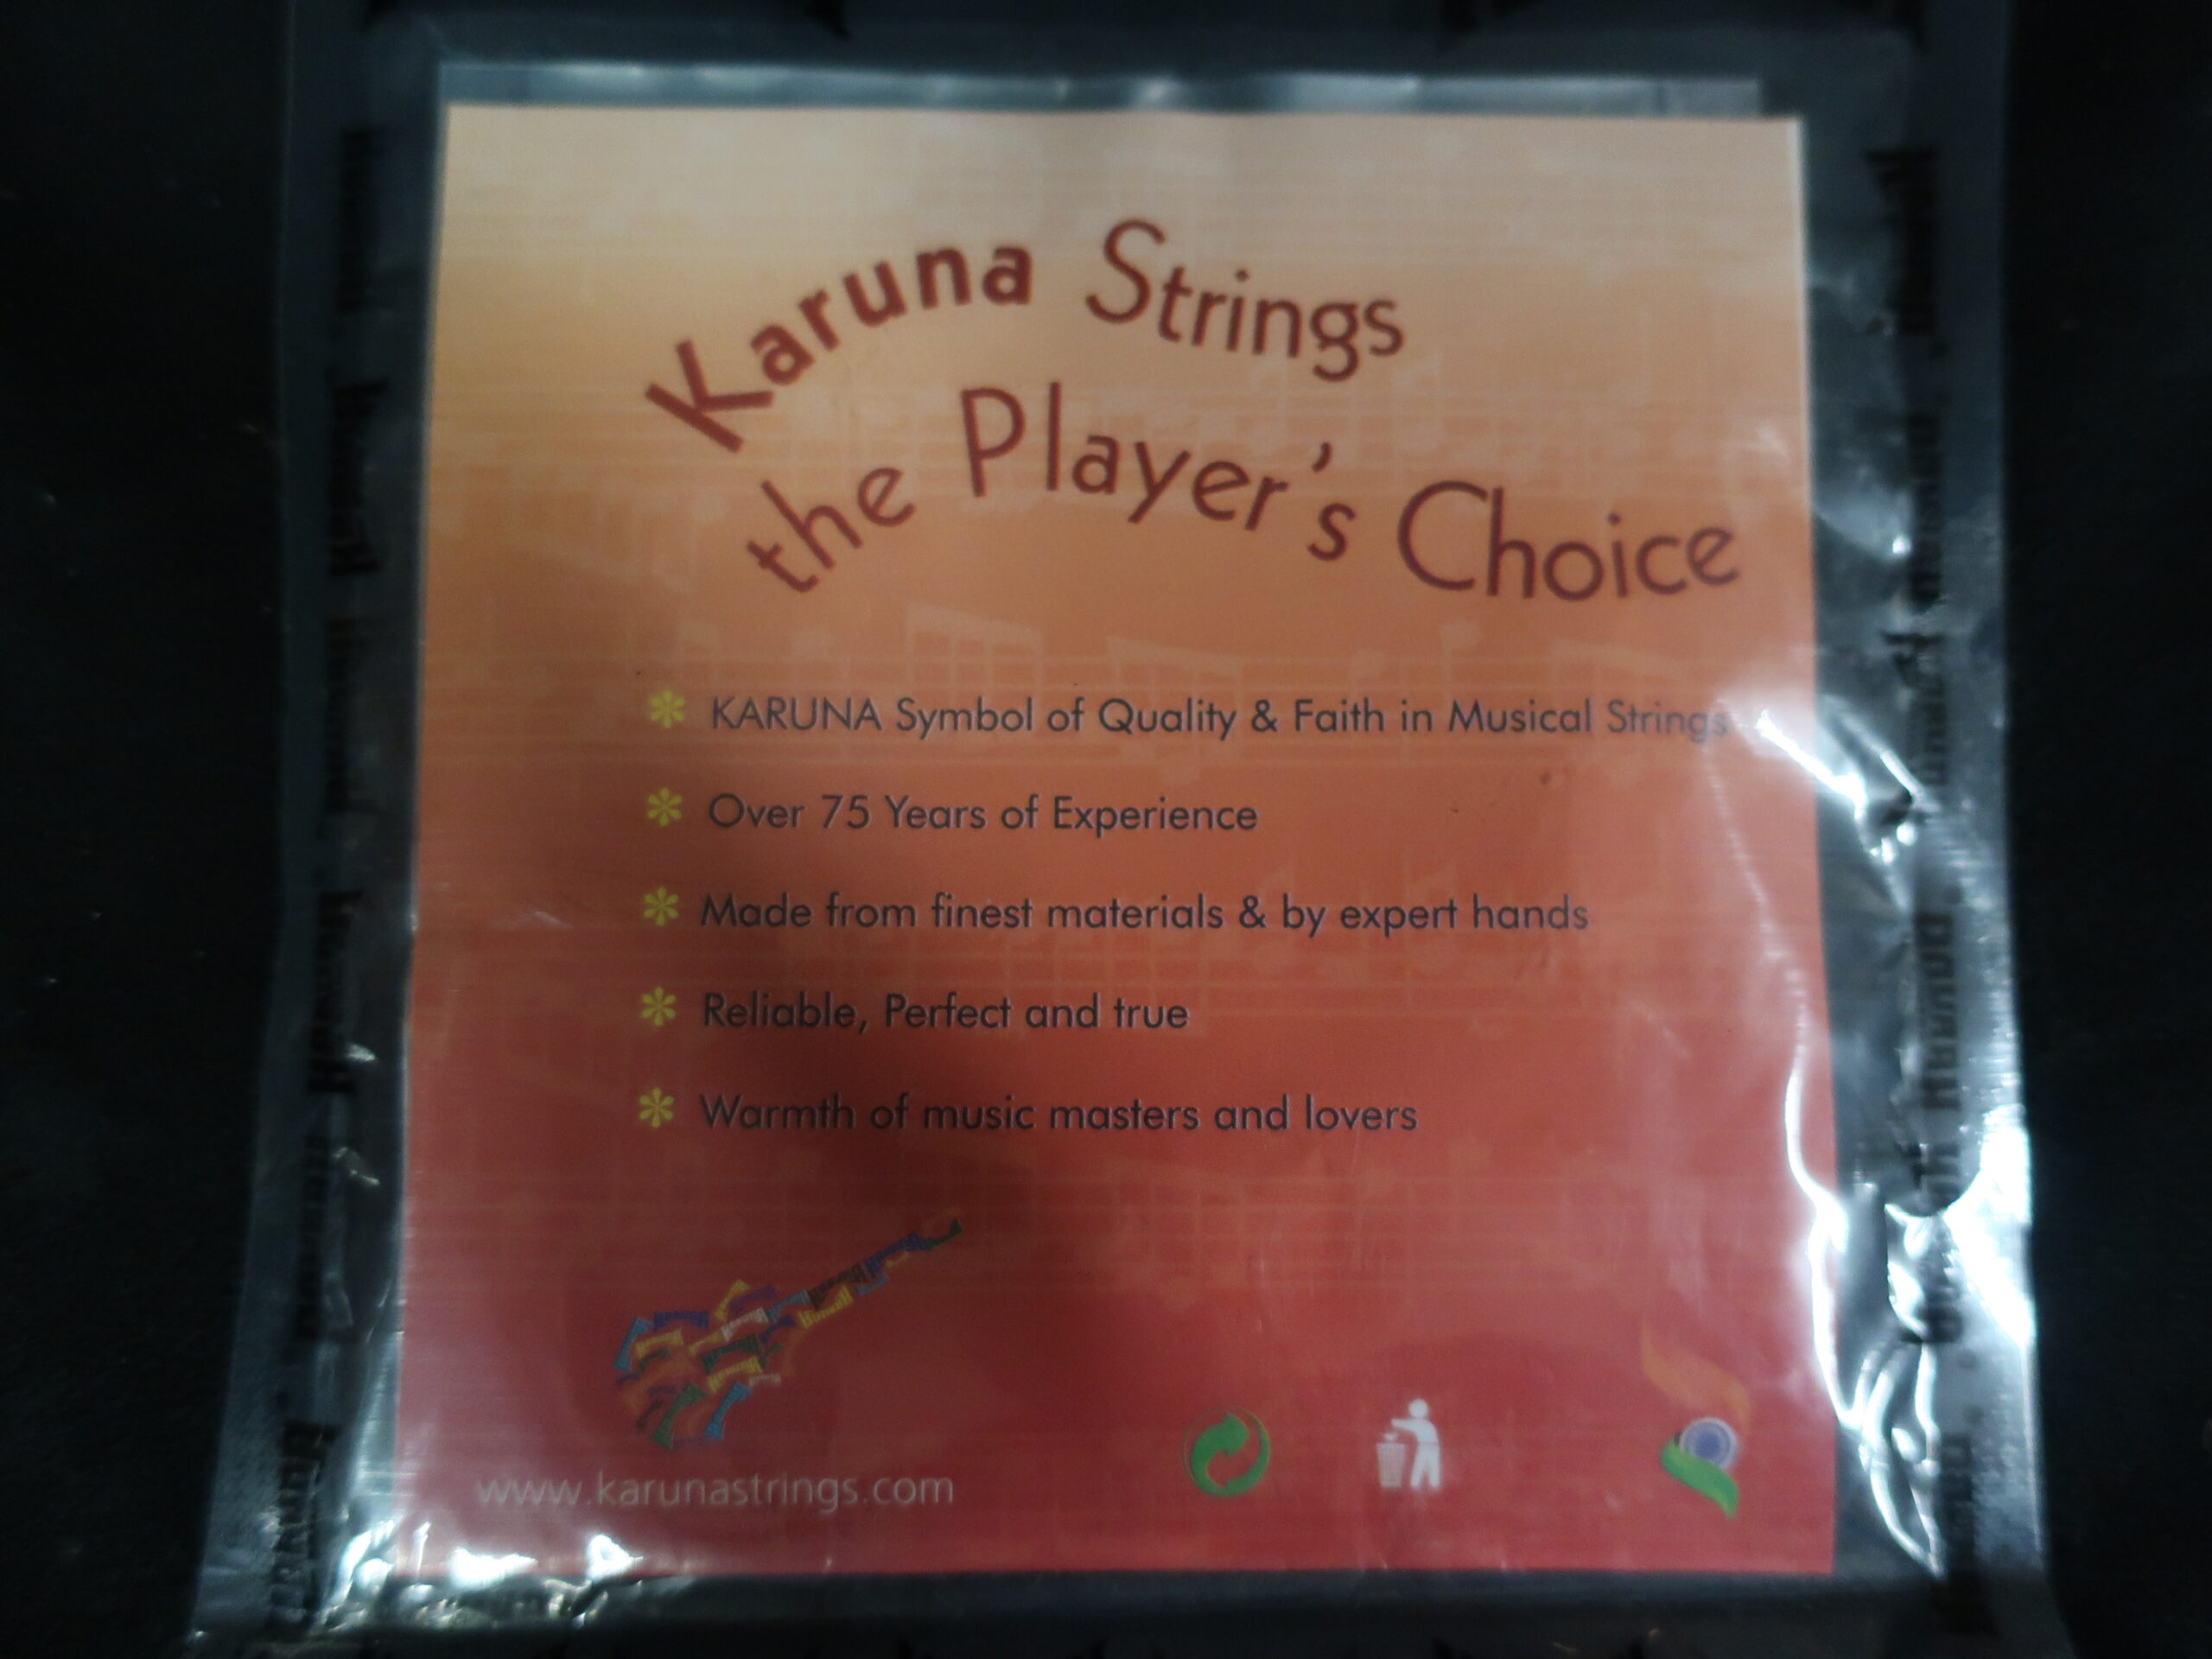 Karuna Strings
the Player's Choice
KARUNA Symbol of Quality & Faith in Musical Strings
Over 75 Years of Experience
Made from finest materials & by expert hands
Reliable, Perfect and true
Warmth of music masters and lovers
www.karunastrings.com